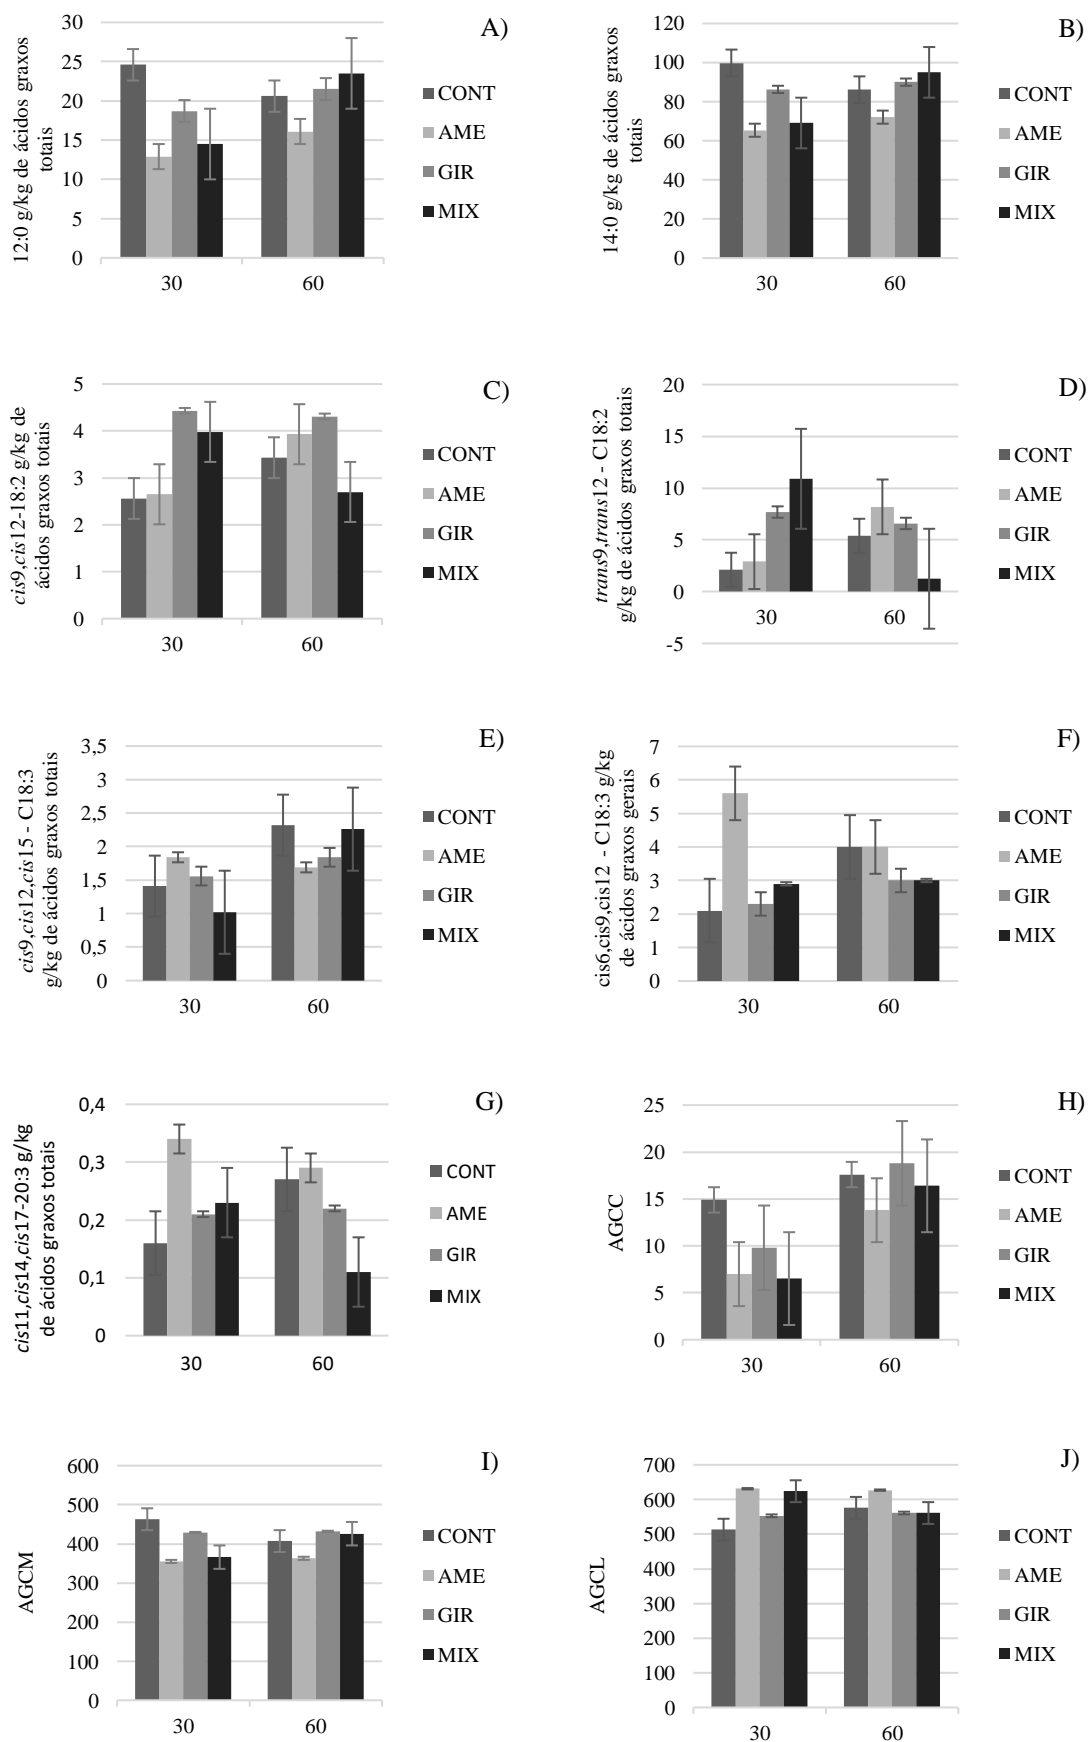 A)
12:0 g/kg de ácidos graxos
totais
30
25
20
15
10
5
0
30
60
CONT
AME
GIR
MIX
B)
14:0 g/kg de ácidos graxos
totais
120
100
80
60
40
20
0
30
60
CONT
AME
GIR
MIX
C)
cis9,cis12-18:2 g/kg de
ácidos graxos totais
5
4
3
2
1
0
30
60
CONT
AME
GIR
MIX
D)
trans9,trans12 - C18:2
g/kg de ácidos graxos totais
20
15
10
5
0
-5
30
60
CONT
AME
GIR
MIX
E)
cis9,cis12,cis15 - C18:3
g/kg de ácidos graxos totais
3,5
3
2,5
2
1,5
1
0,5
0
30
60
CONT
AME
GIR
MIX
F)
cis6,cis9,cis12 - C18:3 g/kg
de ácidos graxos gerais
7
6
5
4
3
2
1
0
30
60
CONT
AME
GIR
MIX
G)
cis11,cis14,cis17-20:3 g/kg
de ácidos graxos totais
0,4
0,3
0,2
0,1
0
30
60
CONT
AME
GIR
MIX
H)
AGCC
25
20
15
10
5
0
30
60
CONT
AME
GIR
MIX
I)
AGCM
600
500
400
300
200
100
0
30
60
CONT
AME
GIR
MIX
J)
AGCL
700
600
500
400
300
200
100
0
30
60
CONT
AME
GIR
MIX